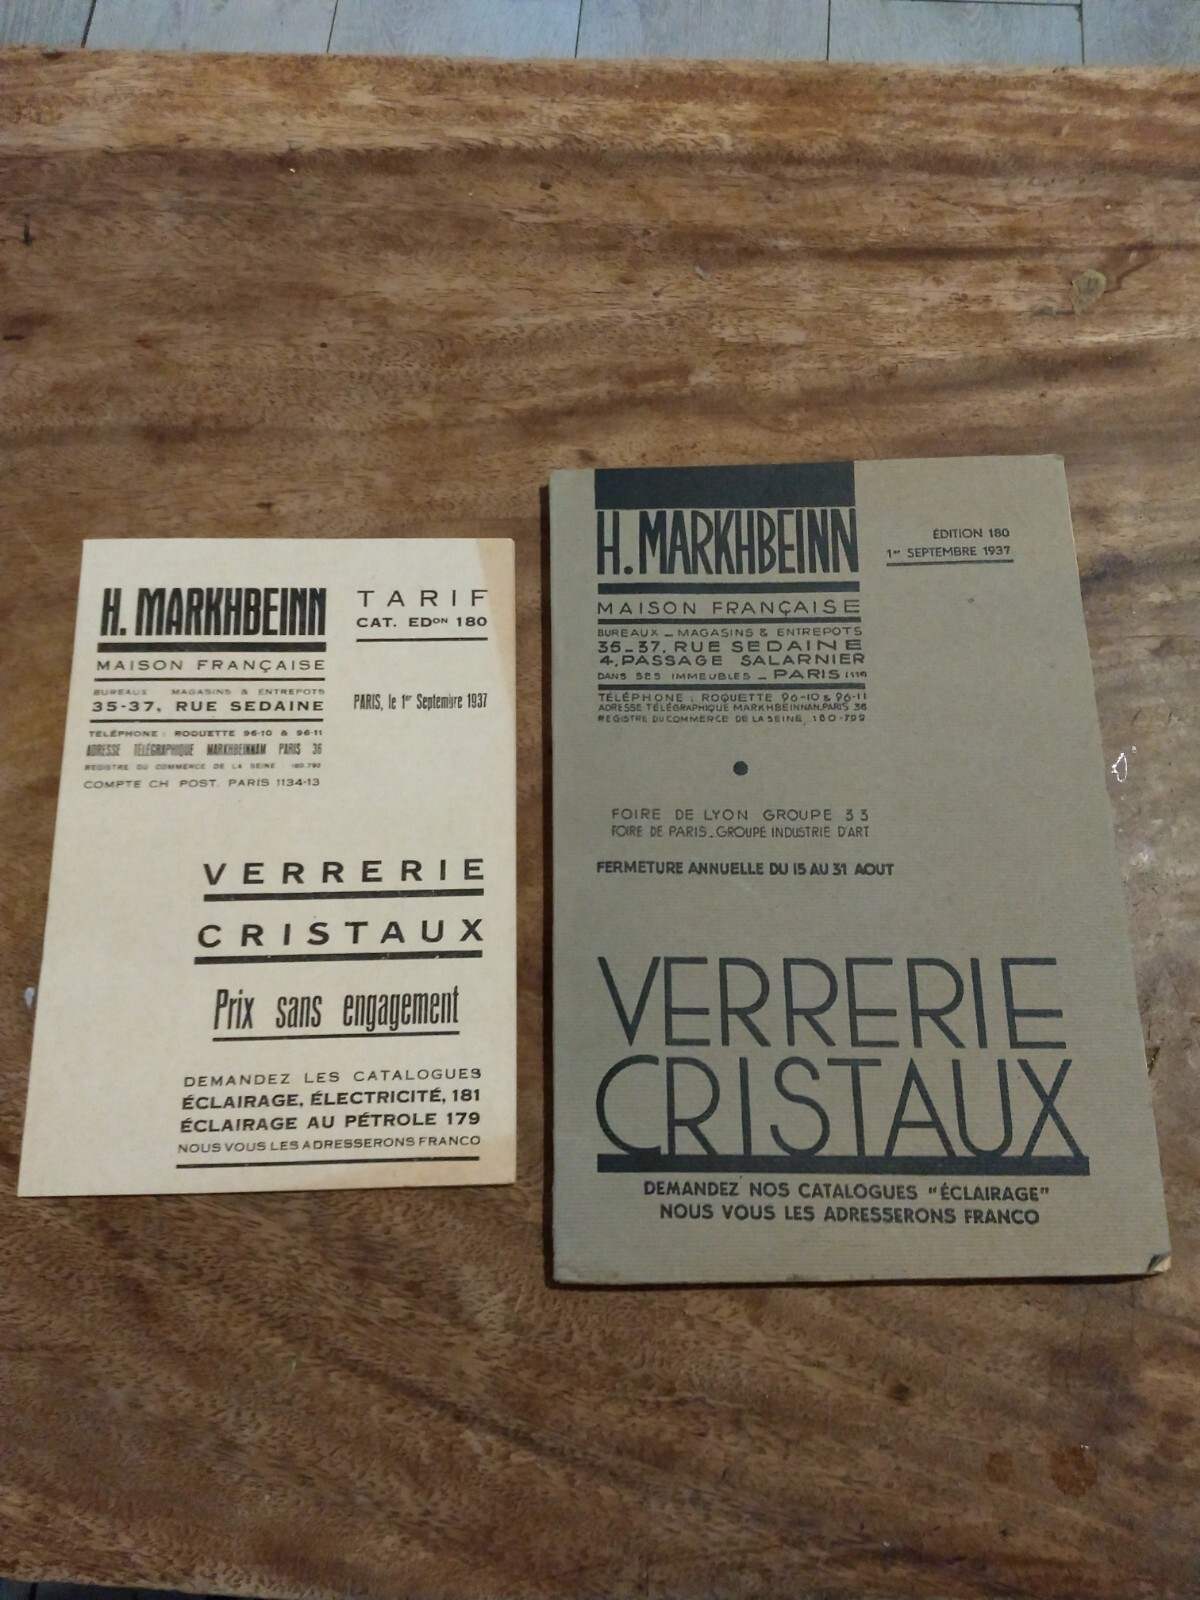 H. MARKHBEINN
MAISON FRANÇAISE
BUREAUX MAGASINS & ENTREPOTS
35-37, RUE SEDAINE
TÉLÉPHONE : ROQUETTE 96-10 & 96-11
ADRESSE TÉLÉGRAPHIQUE MARKHBEINNAM PARIS 36
REGISTRE DU COMMERCE DE LA SEINE 180.792
COMPTE CH POST. PARIS 1134-13
TARIF
CAT. EDON 180
PARIS, le 1er Septembre 1937
VERRERIE
CRISTAUX
Prix sans engagement
DEMANDEZ LES CATALOGUES
ÉCLAIRAGE, ÉLECTRICITÉ, 181
ÉCLAIRAGE AU PÉTROLE 179
NOUS VOUS LES ADRESSERONS FRANCO
H. MARKHBEINN
MAISON FRANÇAISE
BUREAUX _ MAGASINS & ENTREPOTS
35_37, RUE SEDAINE
4, PASSAGE SALARNIER
DANS SES IMMEUBLES _ PARIS (11e)
TÉLÉPHONE : ROQUETTE 96-10 & 96-11
ADRESSE TÉLÉGRAPHIQUE MARKHBEINNAN.PARIS 36
REGISTRE DU COMMERCE DE LA SEINE, 180-792
ÉDITION 180
1er SEPTEMBRE 1937
FOIRE DE LYON GROUPE 33
FOIRE DE PARIS_GROUPE INDUSTRIE D'ART
FERMETURE ANNUELLE DU 15 AU 31 AOUT
VERRERIE
CRISTAUX
DEMANDEZ NOS CATALOGUES "ÉCLAIRAGE"
NOUS VOUS LES ADRESSERONS FRANCO